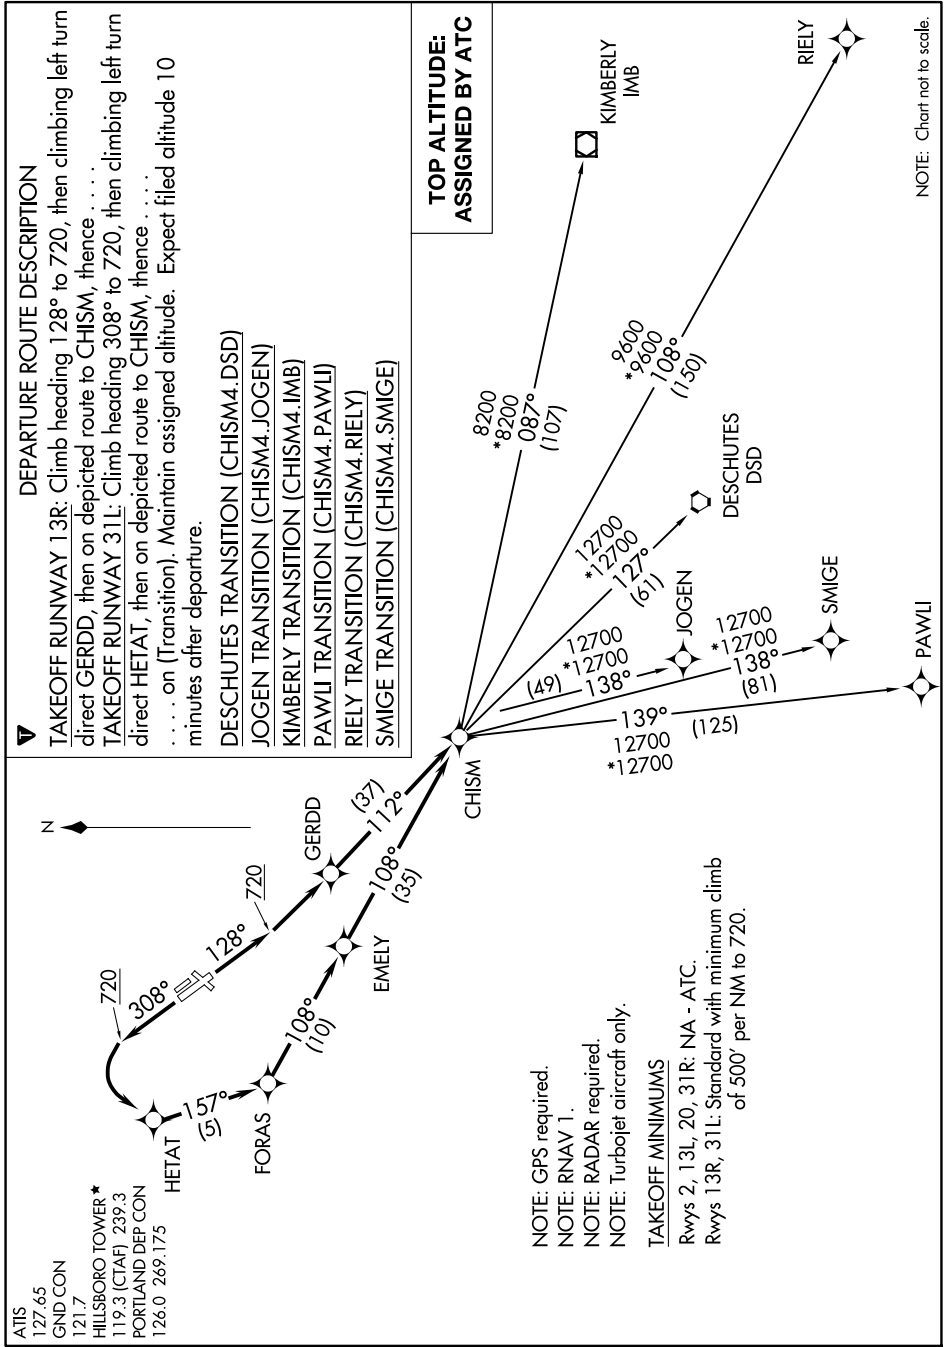 ATIS
127.65
GND CON
121.7
HILLSBORO TOWER★
119.3 (CTAF) 239.3
PORTLAND DEP CON
126.0 269.175
DEPARTURE ROUTE DESCRIPTION
T
TAKEOFF RUNWAY 13R: Climb heading 128° to 720, then climbing left turn
direct GERDD, then on depicted route to CHISM, thence . . . .
TAKEOFF RUNWAY 31L: Climb heading 308° to 720, then climbing left turn
direct HETAT, then on depicted route to CHISM, thence . . . .
. . . . on (Transition). Maintain assigned altitude. Expect filed altitude 10
minutes after departure.
DESCHUTES TRANSITION (CHISM4.DSD)
JOGEN TRANSITION (CHISM4.JOGEN)
KIMBERLY TRANSITION (CHISM4.IMB)
PAWLI TRANSITION (CHISM4.PAWLI)
RIELY TRANSITION (CHISM4.RIELY)
SMIGE TRANSITION (CHISM4.SMIGE)
TOP ALTITUDE:
ASSIGNED BY ATC
N
720
308°
128°
720
HETAT
157°
(5)
FORAS
108°
(10)
EMELY
108°
(35)
GERDD
(37)
112°
CHISM
8200
*8200
087°
(107)
KIMBERLY
IMB
9600
*9600
108°
(150)
RIELY
12700
*12700
127°
(61)
DESCHUTES
DSD
12700
*12700
(49)
138°
JOGEN
12700
*12700
138°
(81)
SMIGE
139°
(125)
12700
*12700
PAWLI
NOTE: GPS required.
NOTE: RNAV 1.
NOTE: RADAR required.
NOTE: Turbojet aircraft only.
TAKEOFF MINIMUMS
Rwys 2, 13L, 20, 31R: NA - ATC.
Rwys 13R, 31L: Standard with minimum climb
of 500' per NM to 720.
NOTE: Chart not to scale.